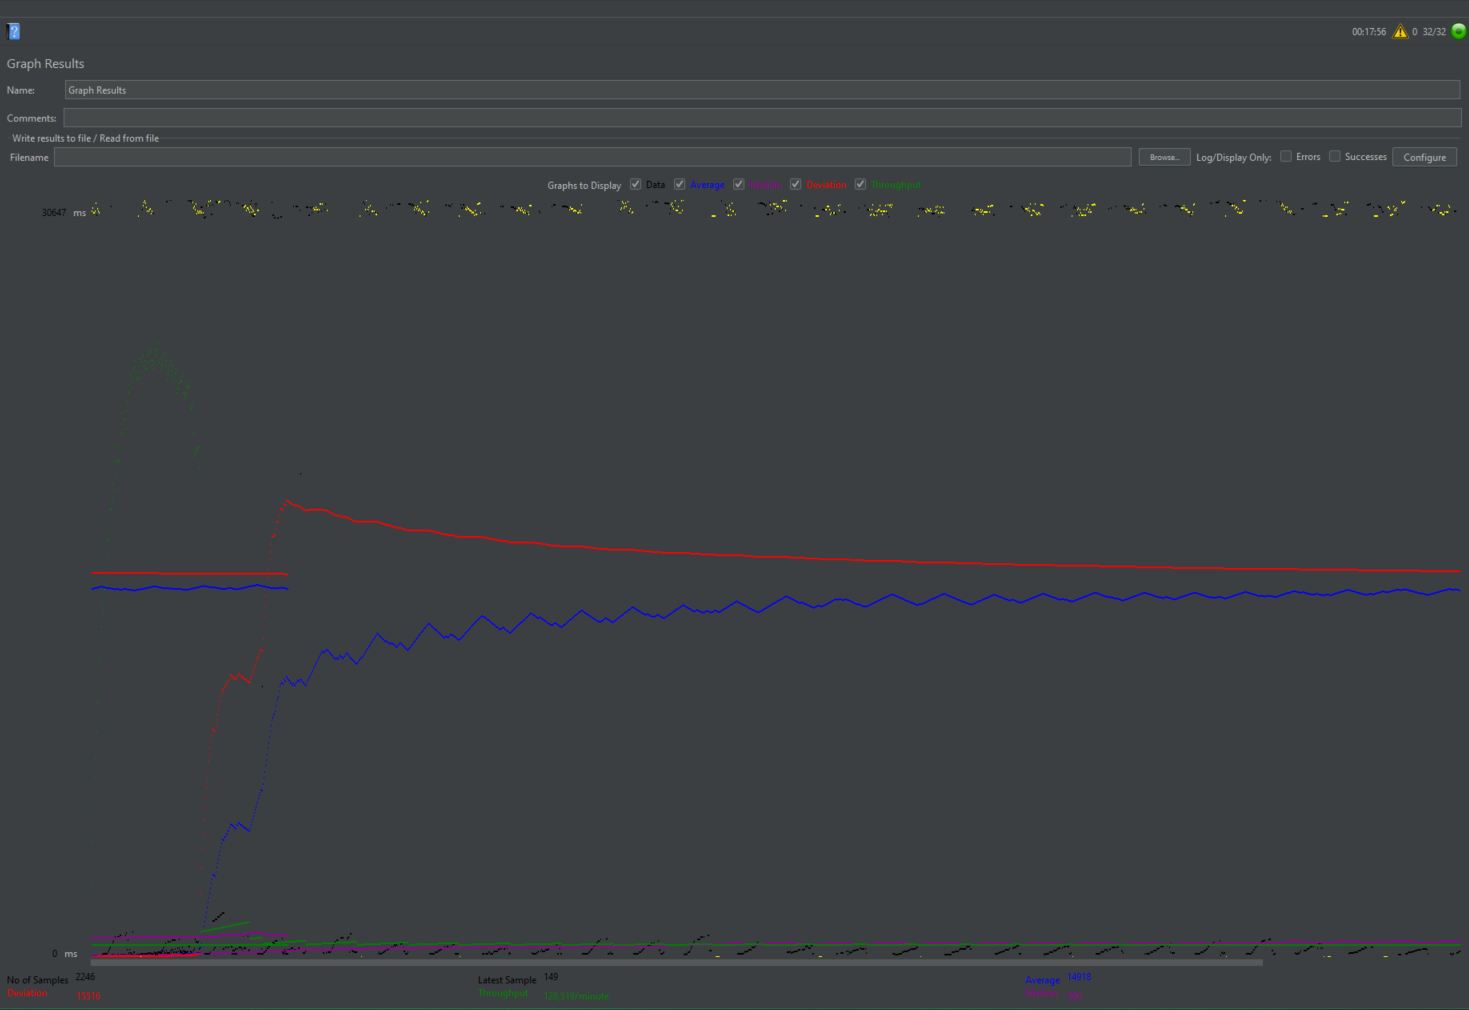 00:17:56 0 32/32
Graph Results
Name: Graph Results
Comments:
Write results to file / Read from file
Filename Browse... Log/Display Only: Errors Successes Configure
Graphs to Display Data Average Median Deviation Throughput
30647 ms
0 ms
No of Samples 2246 Latest Sample 149 Average 14918
Deviation 15516 Throughput